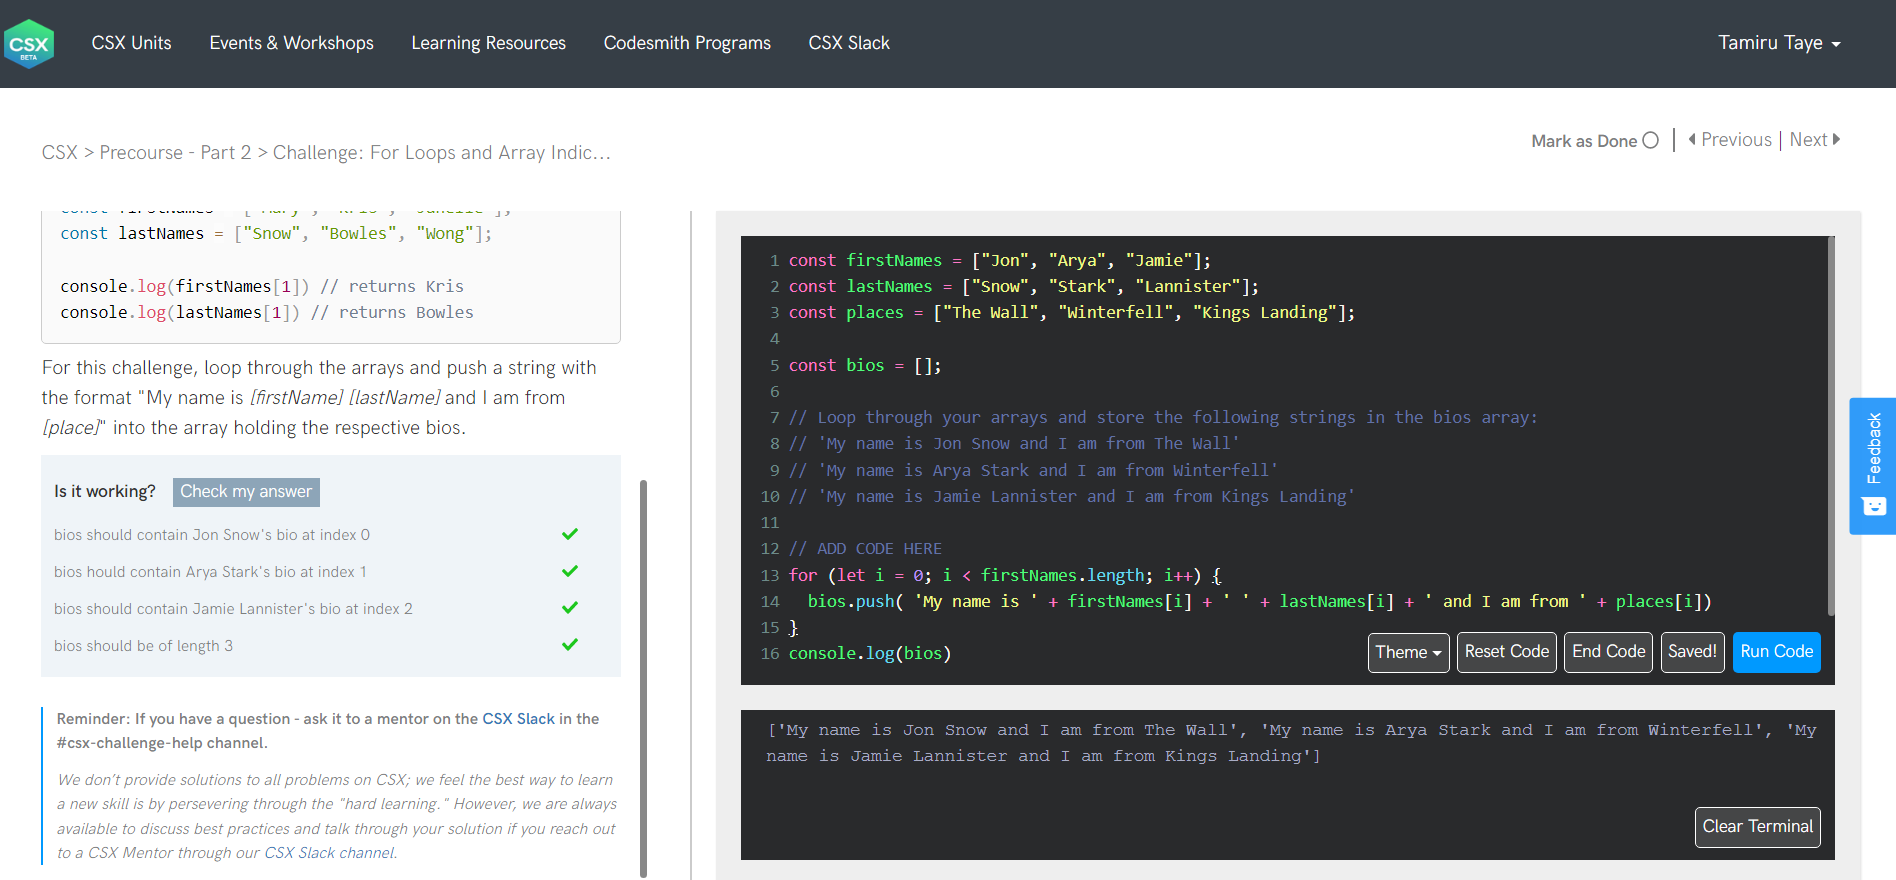 CSX
BETA
CSX Units
Events & Workshops
Learning Resources
Codesmith Programs
CSX Slack
Tamiru Taye
CSX > Precourse - Part 2 > Challenge: For Loops and Array Indic...
Mark as Done
Previous | Next
const firstNames = ["Mary", "Kris", "Janelle"];
const lastNames = ["Snow", "Bowles", "Wong"];
console.log(firstNames[1]) // returns Kris
console.log(lastNames[1]) // returns Bowles
For this challenge, loop through the arrays and push a string with
the format "My name is [firstName] [lastName] and I am from
[place]" into the array holding the respective bios.
Is it working?
Check my answer
bios should contain Jon Snow's bio at index 0
bios hould contain Arya Stark's bio at index 1
bios should contain Jamie Lannister's bio at index 2
bios should be of length 3
Reminder: If you have a question - ask it to a mentor on the CSX Slack in the
#csx-challenge-help channel.
We don't provide solutions to all problems on CSX; we feel the best way to learn
a new skill is by persevering through the "hard learning." However, we are always
available to discuss best practices and talk through your solution if you reach out
to a CSX Mentor through our CSX Slack channel.
1 const firstNames = ["Jon", "Arya", "Jamie"];
2 const lastNames = ["Snow", "Stark", "Lannister"];
3 const places = ["The Wall", "Winterfell", "Kings Landing"];
4
5 const bios = [];
6
7 // Loop through your arrays and store the following strings in the bios array:
8 // 'My name is Jon Snow and I am from The Wall'
9 // 'My name is Arya Stark and I am from Winterfell'
10 // 'My name is Jamie Lannister and I am from Kings Landing'
11
12 // ADD CODE HERE
13 for (let i = 0; i < firstNames.length; i++) {
14 bios.push( 'My name is ' + firstNames[i] + ' ' + lastNames[i] + ' and I am from ' + places[i])
15 }
16 console.log(bios)
Theme
Reset Code
End Code
Saved!
Run Code
['My name is Jon Snow and I am from The Wall', 'My name is Arya Stark and I am from Winterfell', 'My
name is Jamie Lannister and I am from Kings Landing']
Clear Terminal
Feedback